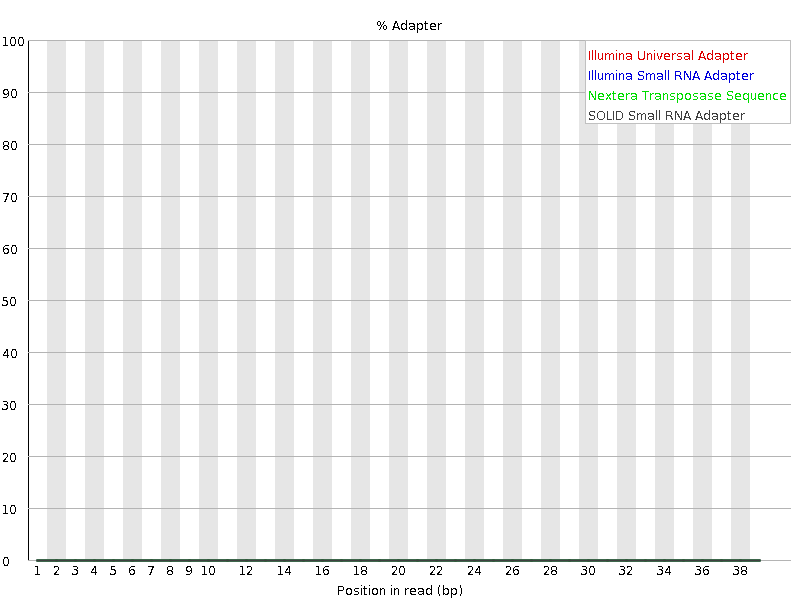 % Adapter
100
90
80
70
60
50
40
30
20
10
0
Illumina Universal Adapter
Illumina Small RNA Adapter
Nextera Transposase Sequence
SOLID Small RNA Adapter
1 2 3 4 5 6 7 8 9 10 12 14 16 18 20 22 24 26 28 30 32 34 36 38
Position in read (bp)